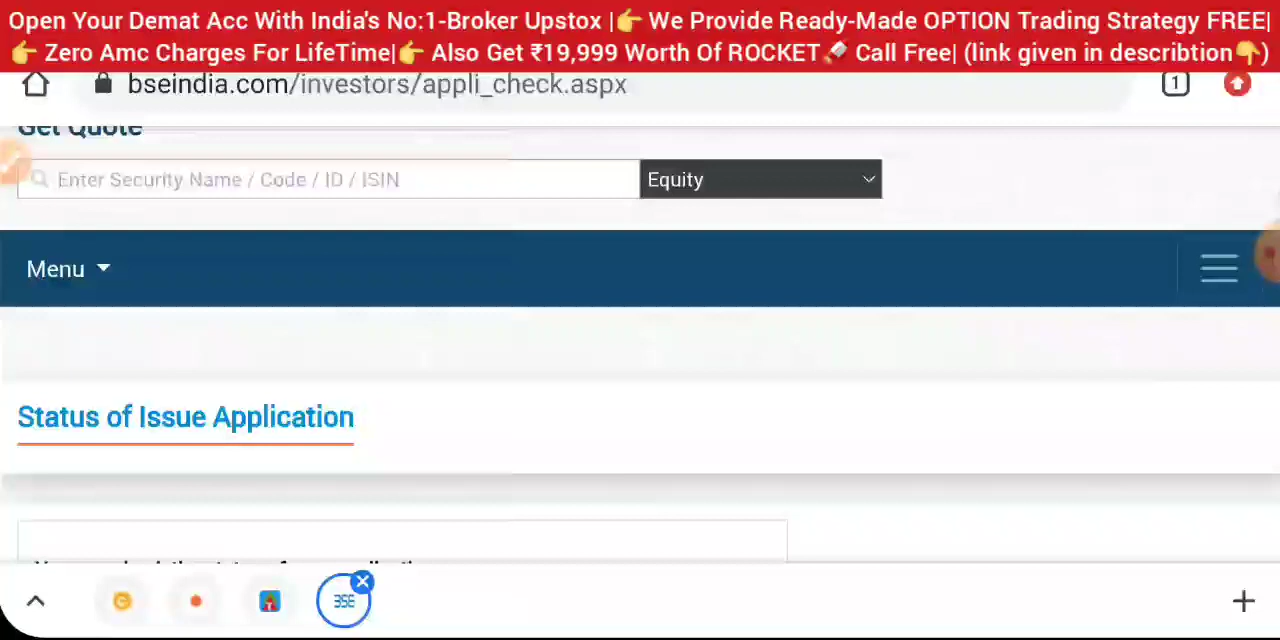 Open Your Demat Acc With India's No:1-Broker Upstox |👉 We Provide Ready-Made OPTION Trading Strategy FREE|
👉 Zero Amc Charges For LifeTime|👉 Also Get ₹19,999 Worth Of ROCKET🚀 Call Free| (link given in describtion👇)
bseindia.com/investors/appli_check.aspx
1
Get Quote
Enter Security Name / Code / ID / ISIN
Equity
Menu
Status of Issue Application